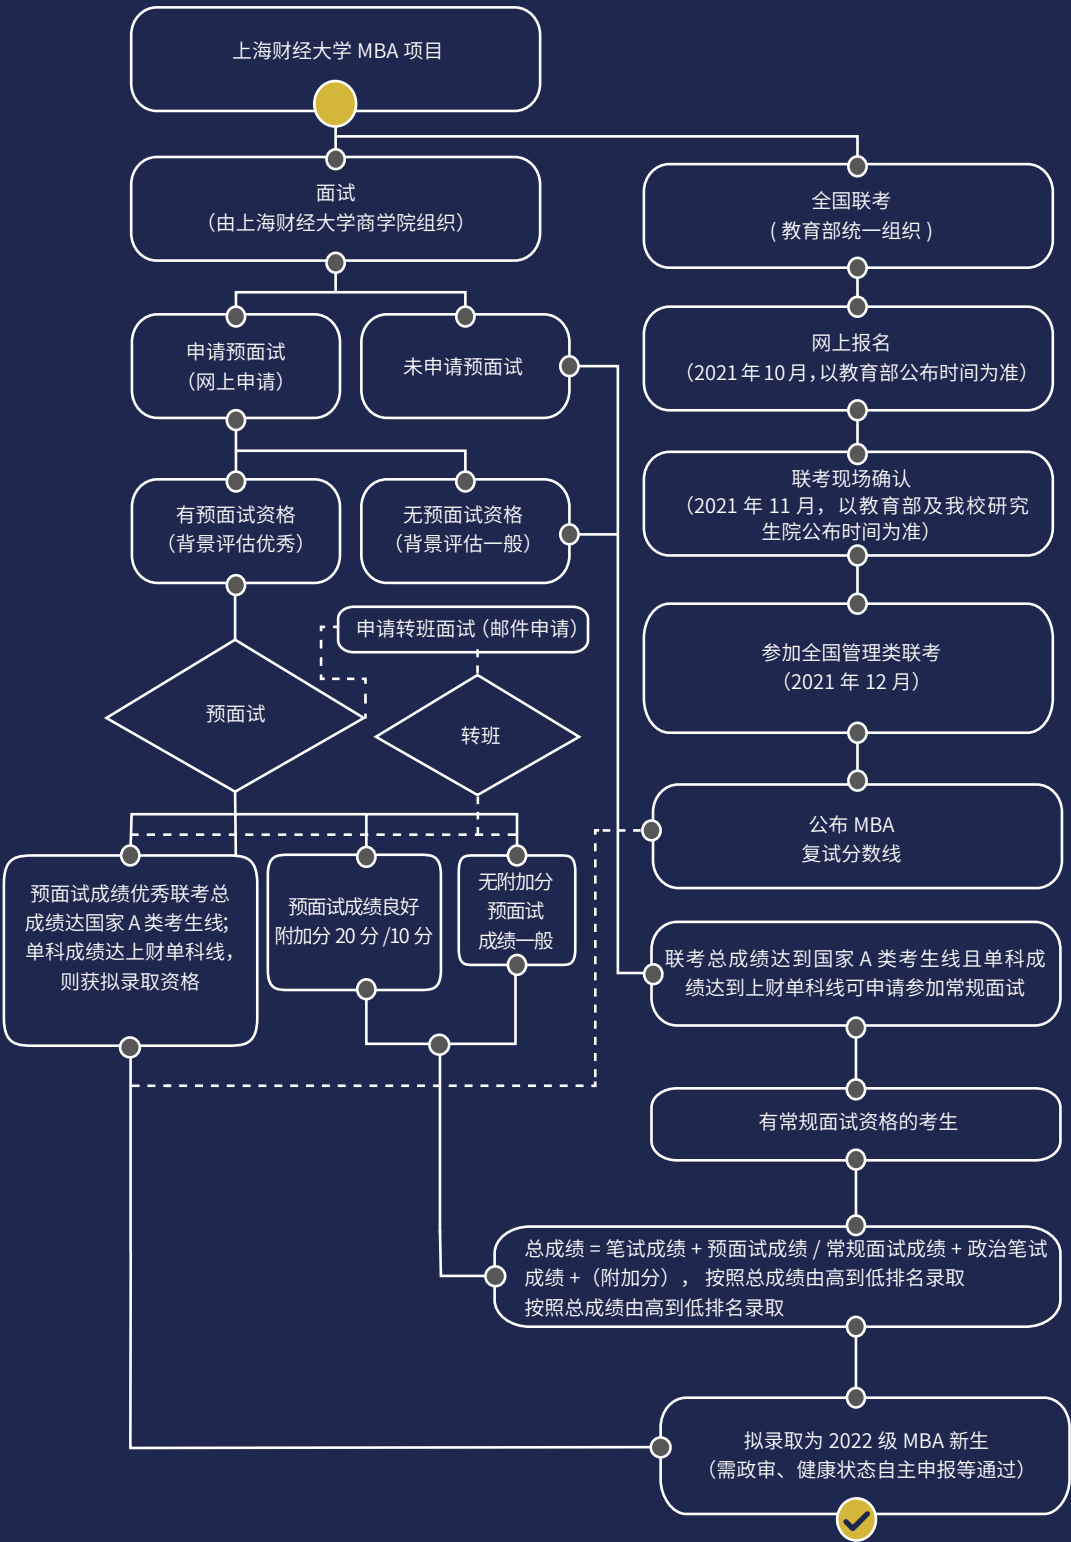 上海财经大学 MBA 项目
面试
（由上海财经大学商学院组织）
全国联考
( 教育部统一组织 )
申请预面试
（网上申请）
未申请预面试
网上报名
（2021 年 10 月，以教育部公布时间为准）
有预面试资格
（背景评估优秀）
无预面试资格
（背景评估一般）
联考现场确认
（2021 年 11 月，以教育部及我校研究
生院公布时间为准）
申请转班面试（邮件申请）
预面试
转班
参加全国管理类联考
（2021 年 12 月）
公布 MBA
复试分数线
预面试成绩优秀联考总
成绩达国家 A 类考生线;
单科成绩达上财单科线，
则获拟录取资格
预面试成绩良好
附加分 20 分 /10 分
无附加分
预面试
成绩一般
联考总成绩达到国家 A 类考生线且单科成
绩达到上财单科线可申请参加常规面试
有常规面试资格的考生
总成绩 = 笔试成绩 + 预面试成绩 / 常规面试成绩 + 政治笔试
成绩 +（附加分），按照总成绩由高到低排名录取
按照总成绩由高到低排名录取
拟录取为 2022 级 MBA 新生
（需政审、健康状态自主申报等通过）